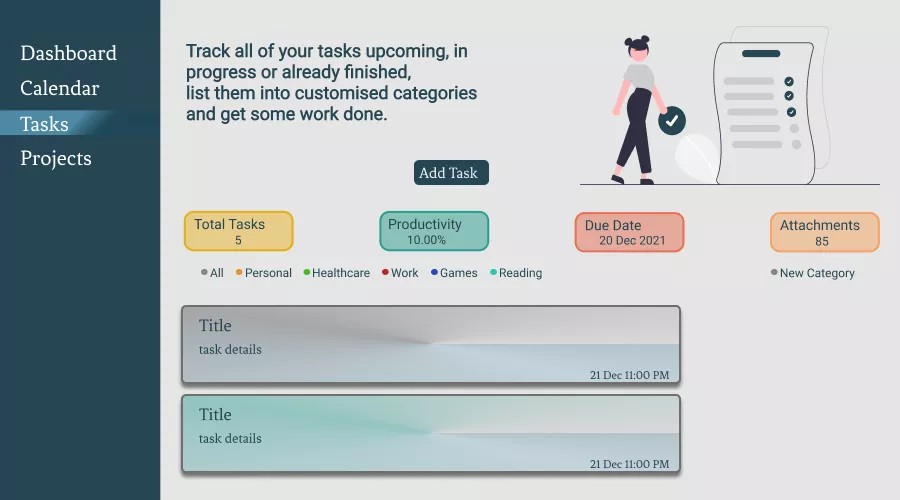 Dashboard
Calendar
Tasks
Projects
Track all of your tasks upcoming, in
progress or already finished,
list them into customised categories
and get some work done.
Add Task
Total Tasks
5
Productivity
10.00%
Due Date
20 Dec 2021
Attachments
85
All
Personal
Healthcare
Work
Games
Reading
New Category
Title
task details
21 Dec 11:00 PM
Title
task details
21 Dec 11:00 PM